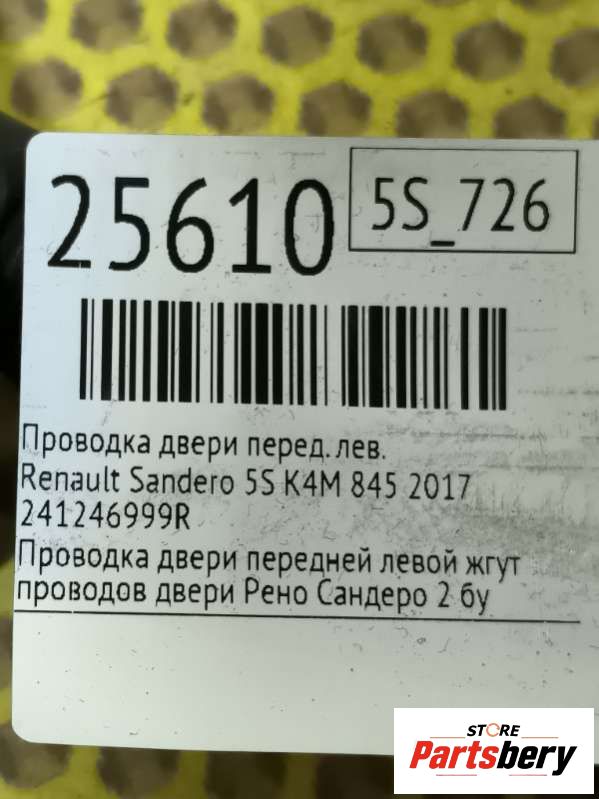 25610
5S_726
Проводка двери перед. лев.
Renault Sandero 5S K4M 845 2017
241246999R
Проводка двери передней левой жгут
проводов двери Рено Сандеро 2 бу
STORE
Partsbery